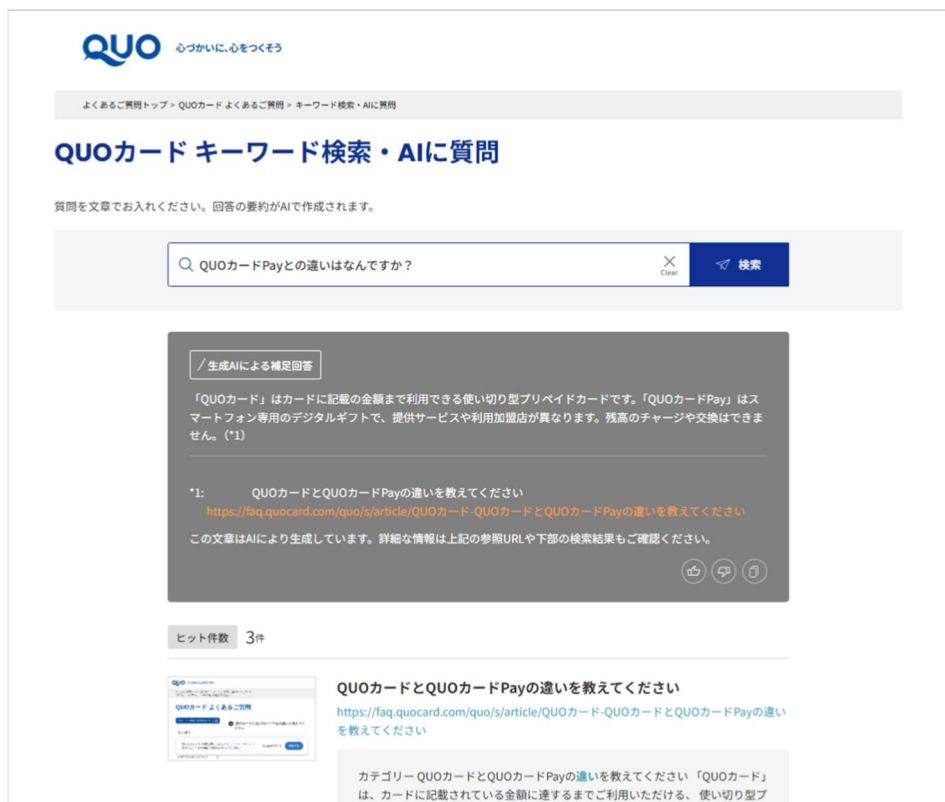 QUO 心づかいに、心をつくそう
よくあるご質問トップ > QUOカード よくあるご質問 > キーワード検索・AIに質問
QUOカード キーワード検索・AIに質問
質問を文章でお入れください。回答の要約がAIで作成されます。
QUOカードPayとの違いはなんですか？
Clear
検索
生成AIによる補足回答
「QUOカード」はカードに記載の金額まで利用できる使い切り型プリペイドカードです。「QUOカードPay」はス
マートフォン専用のデジタルギフトで、提供サービスや利用加盟店が異なります。残高のチャージや交換はできま
せん。(*1)
*1: QUOカードとQUOカードPayの違いを教えてください
https://faq.quocard.com/quo/s/article/QUOカード-QUOカードとQUOカードPayの違いを教えてください
この文章はAIにより生成しています。詳細な情報は上記の参照URLや下部の検索結果もご確認ください。
ヒット件数 3件
QUO
QUOカード よくあるご質問
QUOカードとQUOカードPayの違いを教えてください
https://faq.quocard.com/quo/s/article/QUOカード-QUOカードとQUOカードPayの違い
を教えてください
カテゴリー QUOカードとQUOカードPayの違いを教えてください 「QUOカード」
は、カードに記載されている金額に達するまでご利用いただける、 使い切り型プ